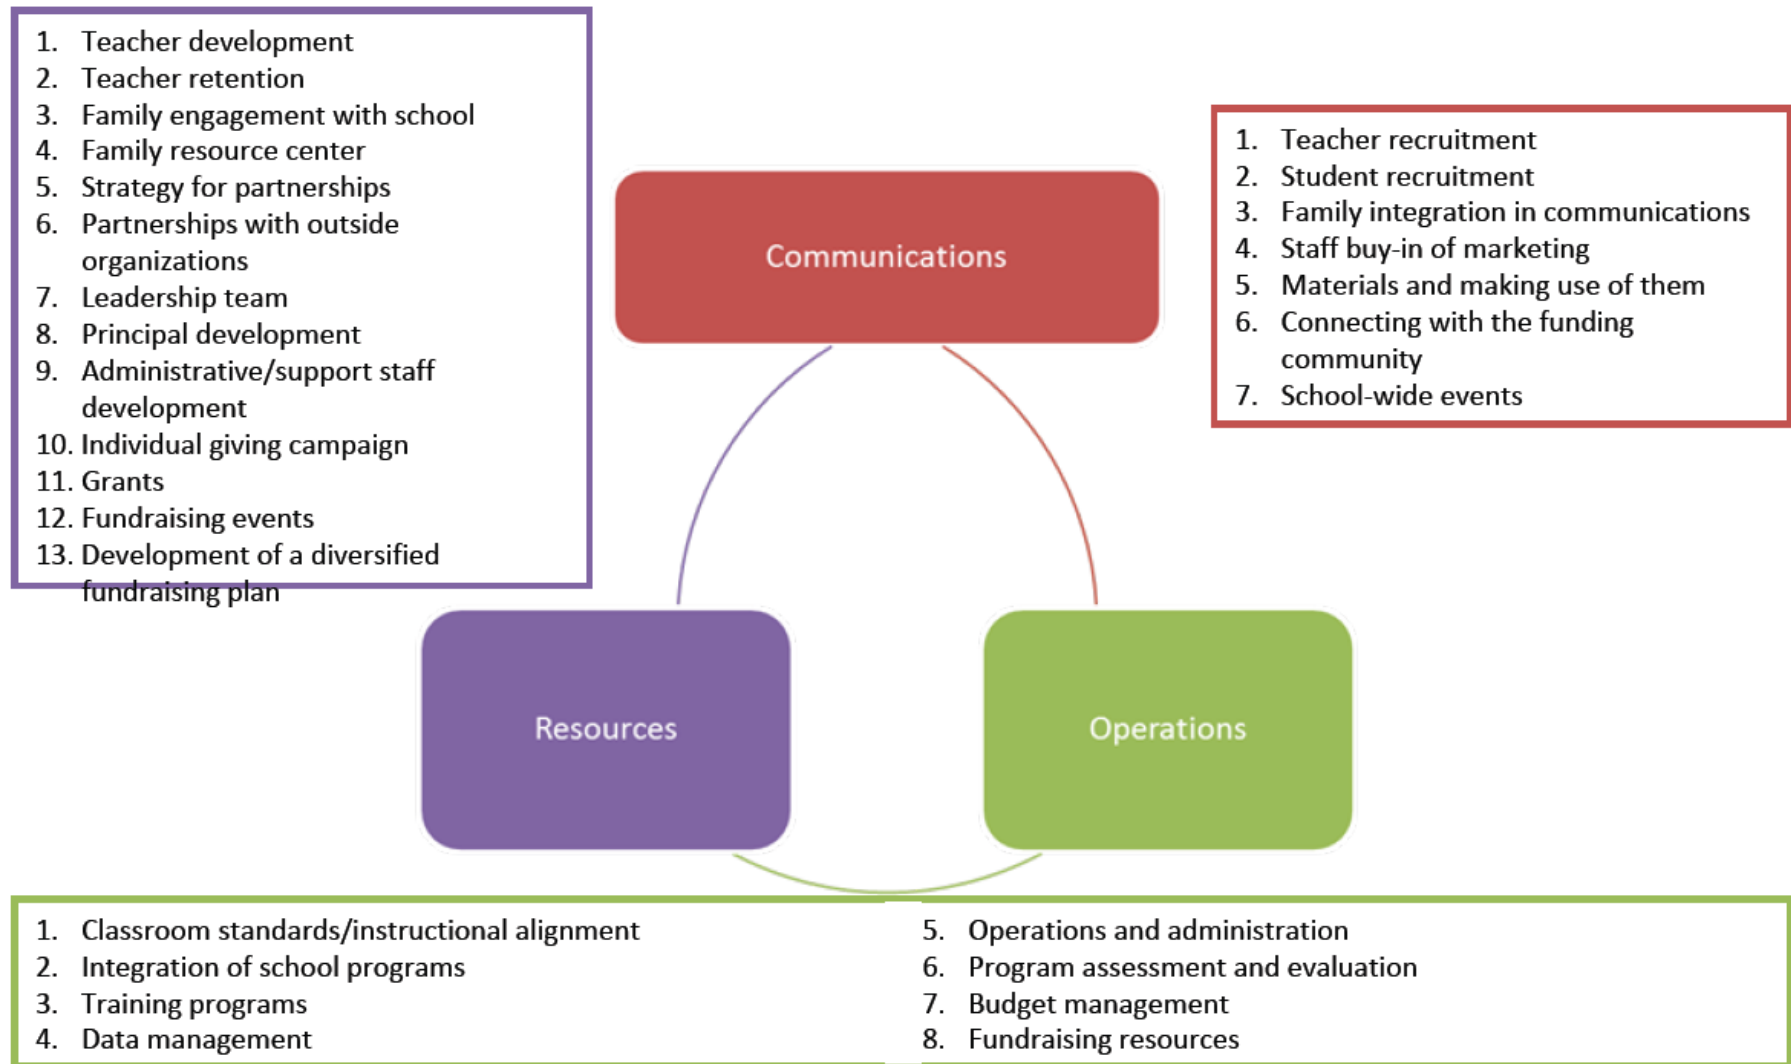 1. Teacher development
2. Teacher retention
3. Family engagement with school
4. Family resource center
5. Strategy for partnerships
6. Partnerships with outside
organizations
7. Leadership team
8. Principal development
9. Administrative/support staff
development
10. Individual giving campaign
11. Grants
12. Fundraising events
13. Development of a diversified
fundraising plan
Communications
1. Teacher recruitment
2. Student recruitment
3. Family integration in communications
4. Staff buy-in of marketing
5. Materials and making use of them
6. Connecting with the funding
community
7. School-wide events
Resources
Operations
1. Classroom standards/instructional alignment
2. Integration of school programs
3. Training programs
4. Data management
5. Operations and administration
6. Program assessment and evaluation
7. Budget management
8. Fundraising resources